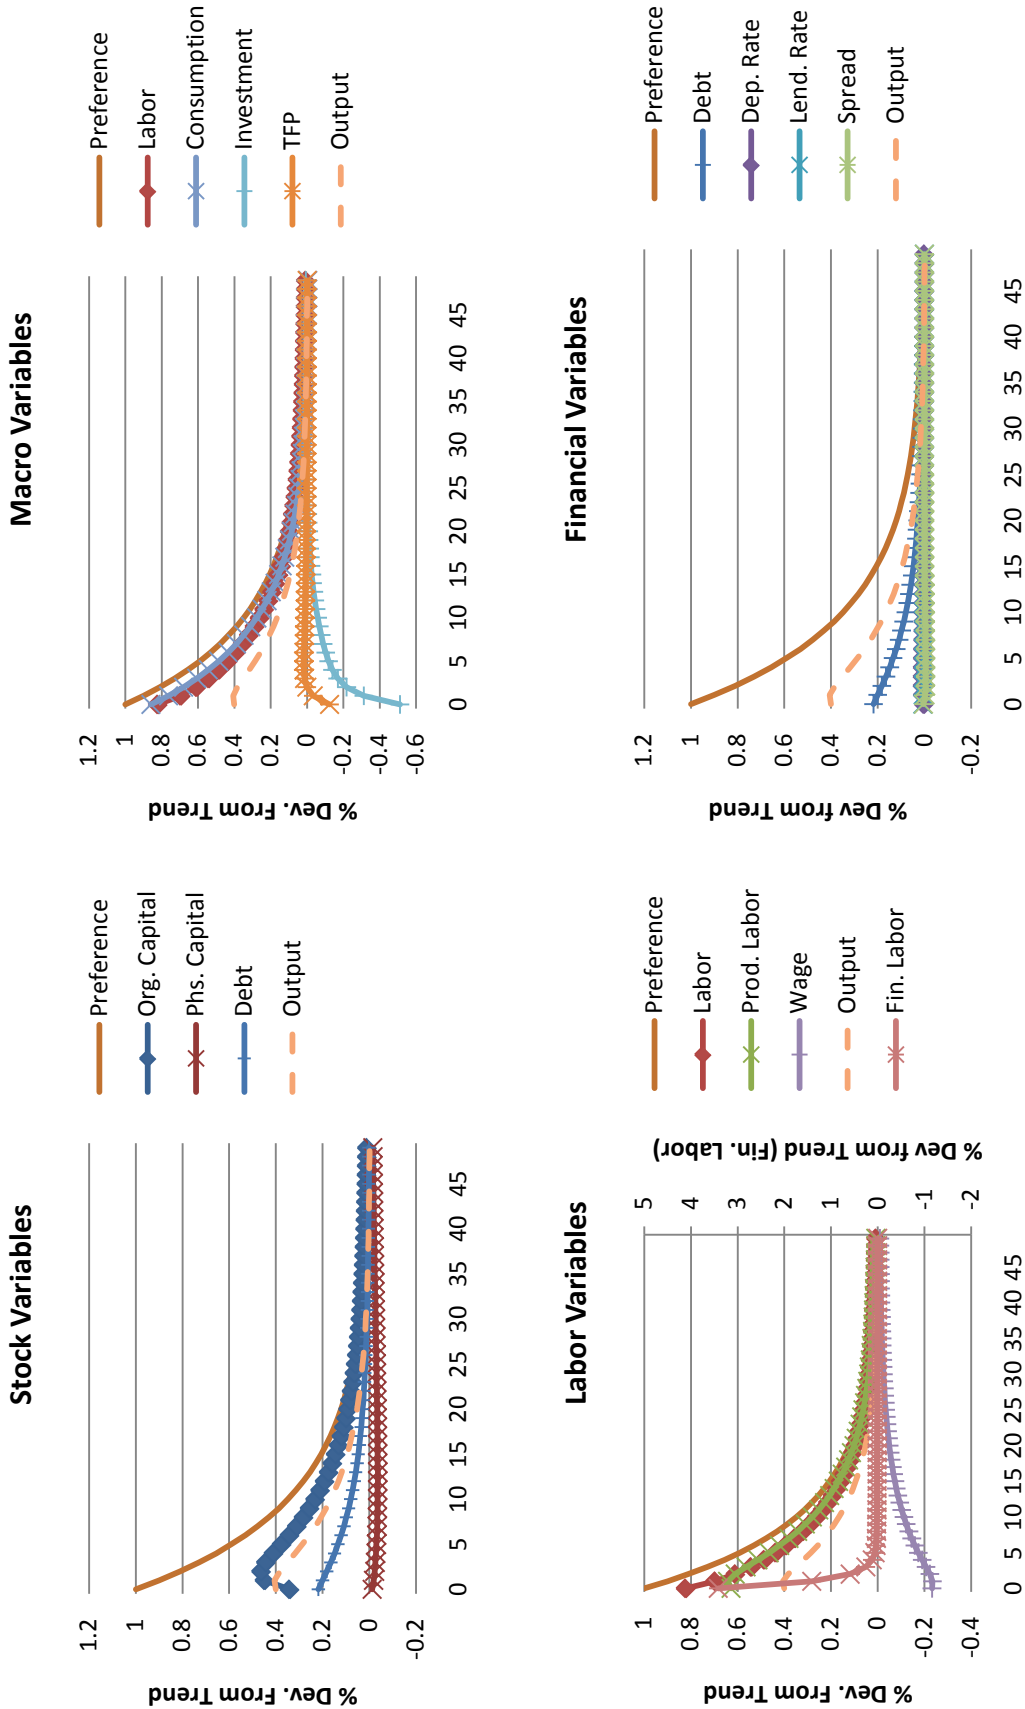 Stock Variables
1.2
1
0.8
0.6
0.4
0.2
0
-0.2
% Dev. From Trend
0 5 10 15 20 25 30 35 40 45
Preference
Org. Capital
Phs. Capital
Debt
Output
Macro Variables
1.2
1
0.8
0.6
0.4
0.2
0
-0.2
-0.4
-0.6
% Dev. From Trend
0 5 10 15 20 25 30 35 40 45
Preference
Labor
Consumption
Investment
TFP
Output
Labor Variables
1
0.8
0.6
0.4
0.2
0
-0.2
-0.4
% Dev. From Trend
0 5 10 15 20 25 30 35 40 45
5
4
3
2
1
0
-1
-2
% Dev from Trend (Fin. Labor)
Preference
Labor
Prod. Labor
Wage
Output
Fin. Labor
Financial Variables
1.2
1
0.8
0.6
0.4
0.2
0
-0.2
% Dev from Trend
0 5 10 15 20 25 30 35 40 45
Preference
Debt
Dep. Rate
Lend. Rate
Spread
Output